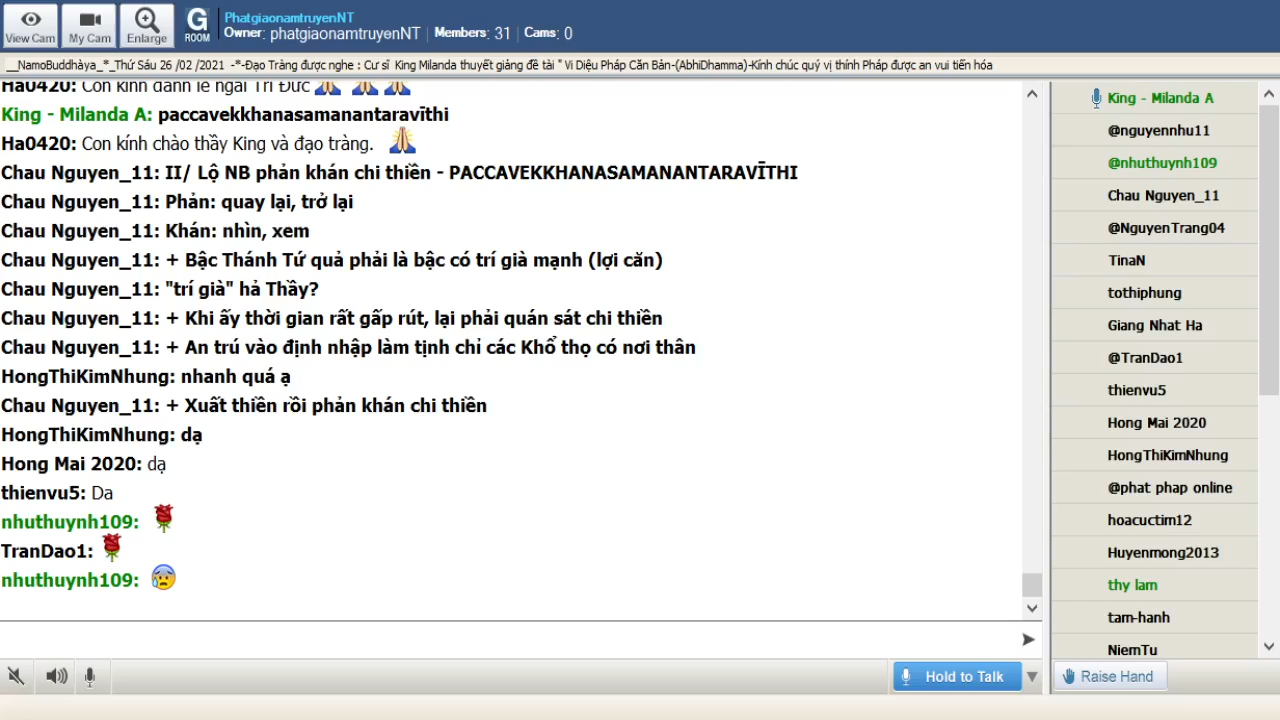 View Cam
My Cam
Enlarge
G
ROOM
PhatgiaonamtruyenNT
Owner: phatgiaonamtruyenNT | Members: 31 | Cams: 0
__NamoBuddhàya_*_Thứ Sáu 26 /02 /2021 -*-Đạo Tràng được nghe : Cư sĩ King Milanda thuyết giảng đề tài " Vi Diệu Pháp Căn Bản-(AbhiDhamma)-Kính chúc quý vị thính Pháp được an vui tiến hóa
Ha0420: Con kính đảnh lễ ngài Trí Đức
King - Milanda A: paccavekkhanasamanantaravīthi
Ha0420: Con kính chào thầy King và đạo tràng.
Chau Nguyen_11: II/ Lộ NB phản khán chi thiền - PACCAVEKKHANASAMANANTARAVĪTHI
Chau Nguyen_11: Phản: quay lại, trở lại
Chau Nguyen_11: Khán: nhìn, xem
Chau Nguyen_11: + Bậc Thánh Tứ quả phải là bậc có trí già mạnh (lợi căn)
Chau Nguyen_11: "trí già" hả Thầy?
Chau Nguyen_11: + Khi ấy thời gian rất gấp rút, lại phải quán sát chi thiền
Chau Nguyen_11: + An trú vào định nhập làm tịnh chỉ các Khổ thọ có nơi thân
HongThiKimNhung: nhanh quá ạ
Chau Nguyen_11: + Xuất thiền rồi phản khán chi thiền
HongThiKimNhung: dạ
Hong Mai 2020: dạ
thienvu5: Da
nhuthuynh109:
TranDao1:
nhuthuynh109:
King - Milanda A
@nguyennhu11
@nhuthuynh109
Chau Nguyen_11
@NguyenTrang04
TinaN
tothiphung
Giang Nhat Ha
@TranDao1
thienvu5
Hong Mai 2020
HongThiKimNhung
@phat phap online
hoacuctim12
Huyenmong2013
thy lam
tam-hanh
NiemTu
Hold to Talk
Raise Hand